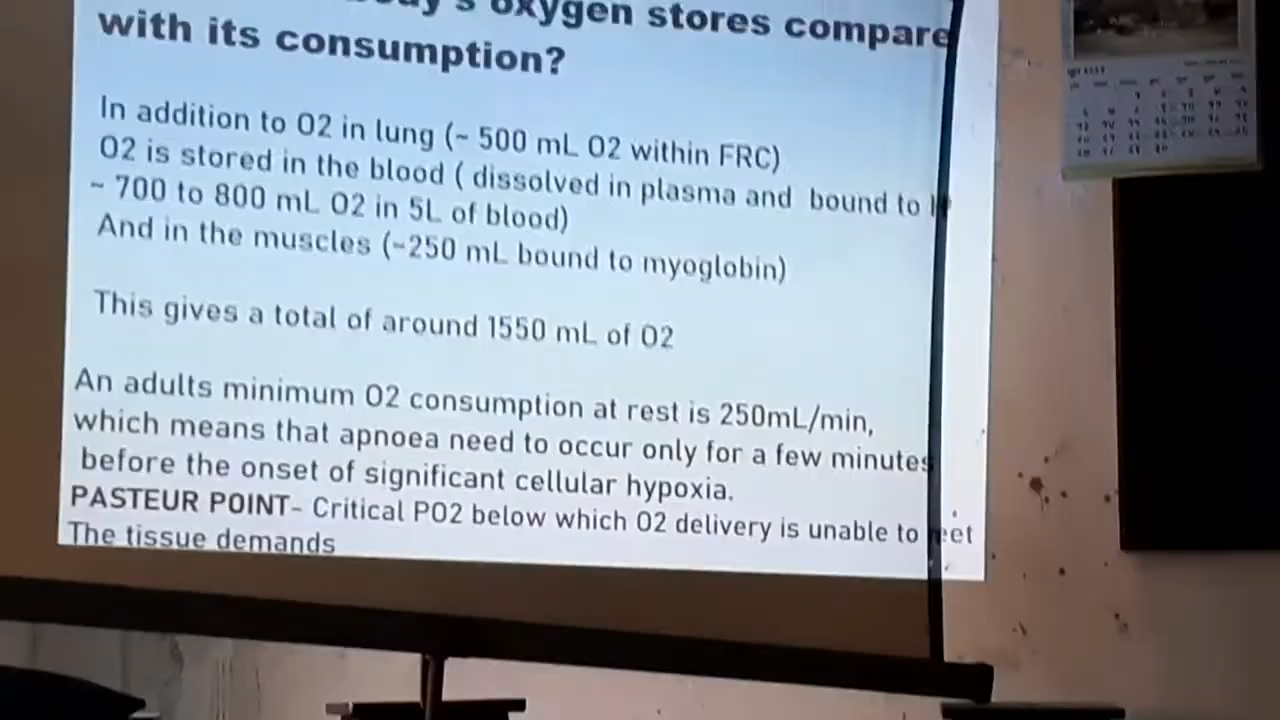 oxygen stores compare
with its consumption?
In addition to O2 in lung (~ 500 mL O2 within FRC)
O2 is stored in the blood ( dissolved in plasma and bound to
~ 700 to 800 mL O2 in 5L of blood)
And in the muscles (~250 mL bound to myoglobin)
This gives a total of around 1550 mL of O2
An adults minimum O2 consumption at rest is 250mL/min,
which means that apnoea need to occur only for a few minutes
before the onset of significant cellular hypoxia.
PASTEUR POINT- Critical PO2 below which O2 delivery is unable to
The tissue demands